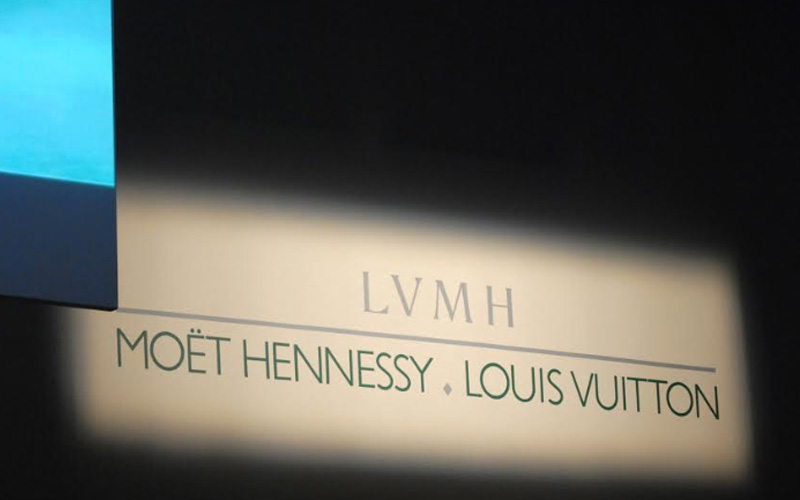 LVMH
MOËT HENNESSY . LOUIS VUITTON